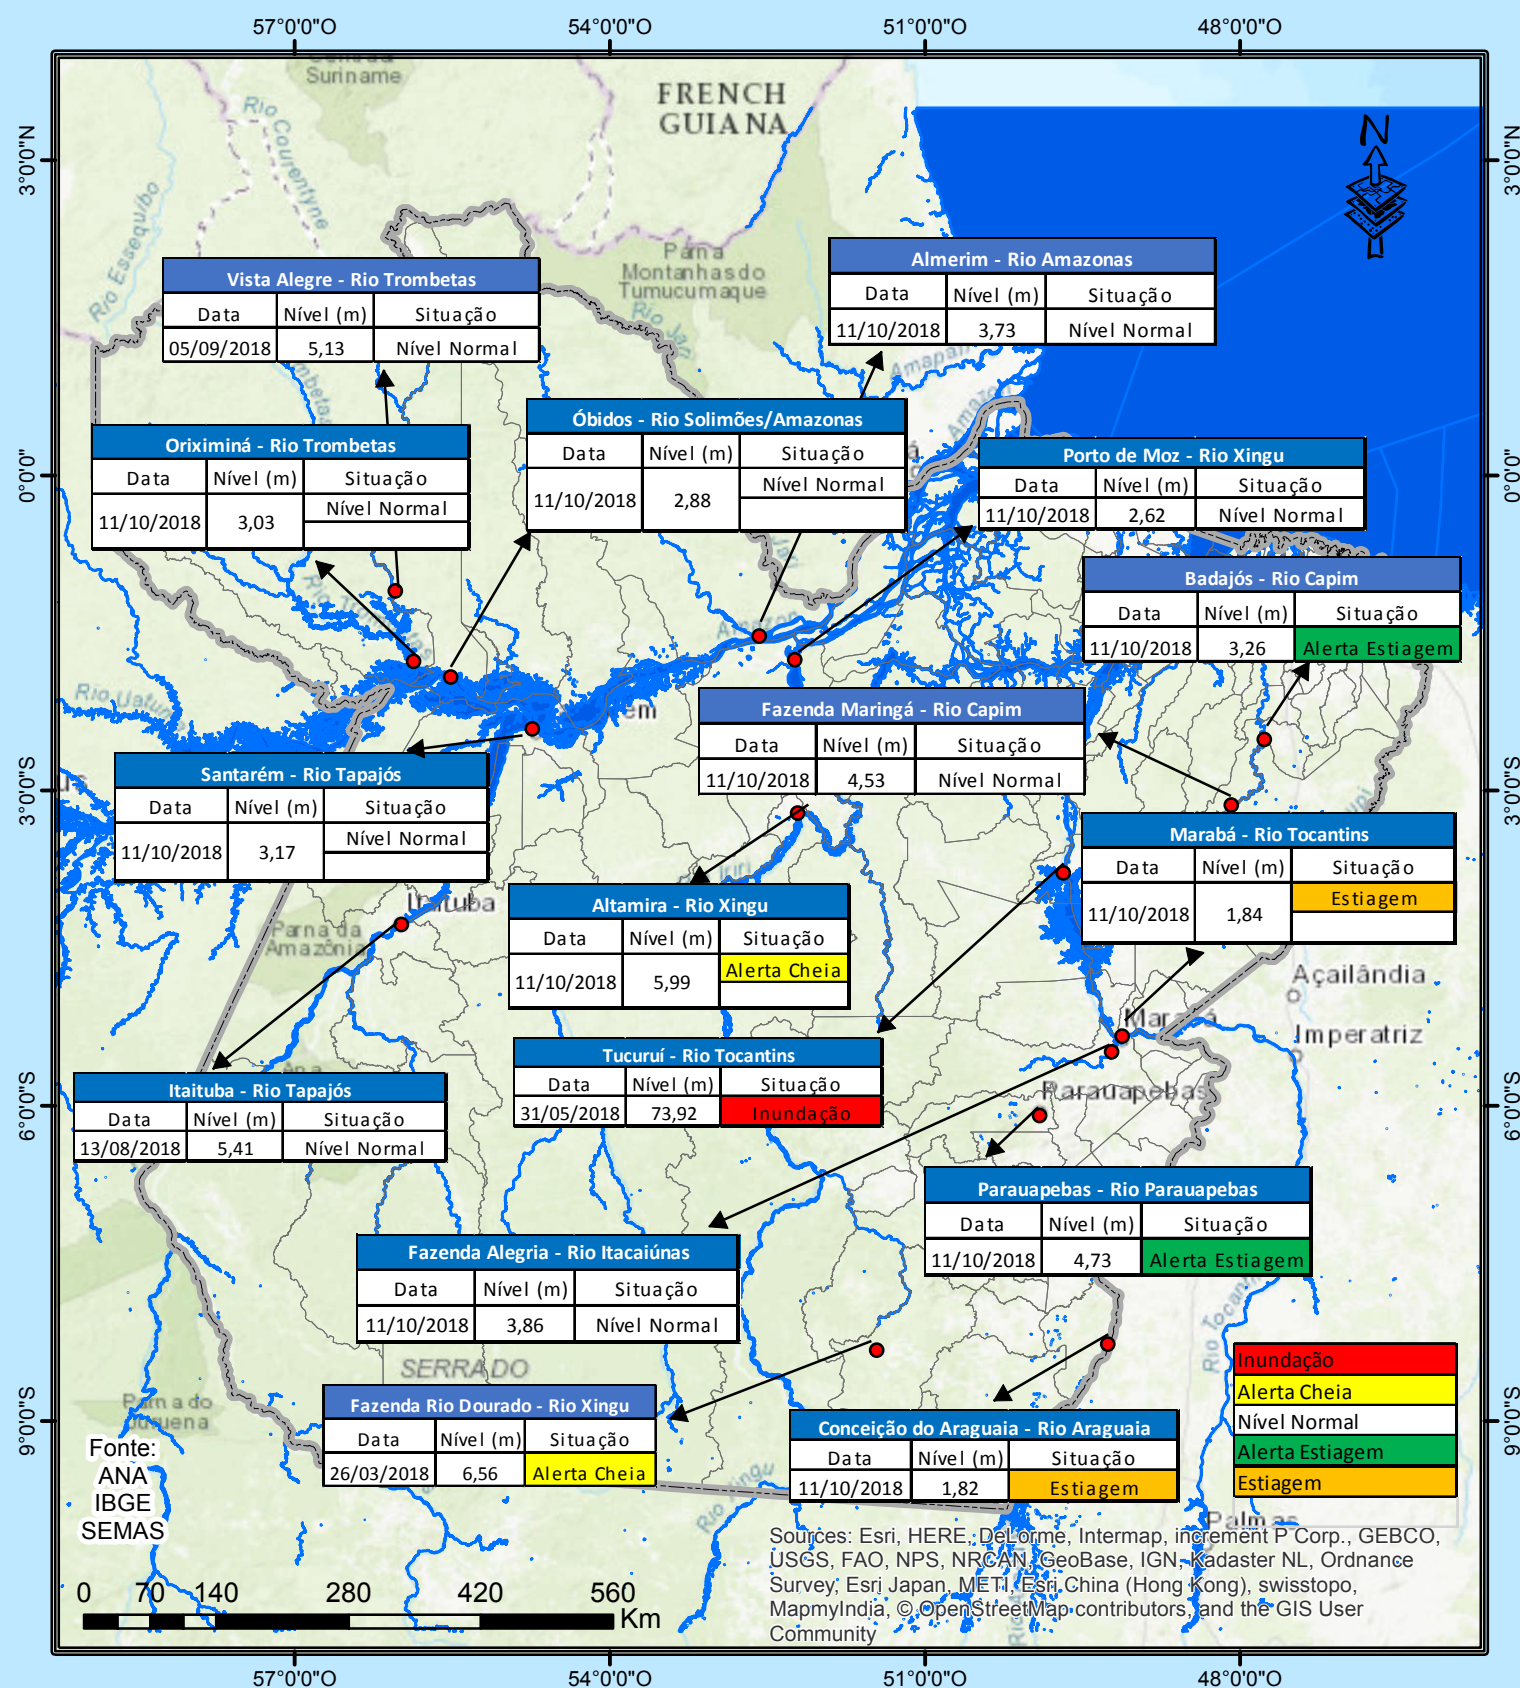 57°0'0"O 54°0'0"O 51°0'0"O 48°0'0"O
3°0'0"N
0°0'0"
3°0'0"S
6°0'0"S
9°0'0"S
3°0'0"N
0°0'0"
3°0'0"S
6°0'0"S
9°0'0"S
Suriname
FRENCH
GUIANA
N
Rio Courentyne
Rio Essequibo
Parna
Montanhas do
Tumucumaque
Rio Jari
Vista Alegre - Rio Trombetas
Data Nível (m) Situação
05/09/2018 5,13 Nível Normal
Almerim - Rio Amazonas
Data Nível (m) Situação
11/10/2018 3,73 Nível Normal
Oriximiná - Rio Trombetas
Data Nível (m) Situação
11/10/2018 3,03 Nível Normal
Óbidos - Rio Solimões/Amazonas
Data Nível (m) Situação
11/10/2018 2,88 Nível Normal
Porto de Moz - Rio Xingu
Data Nível (m) Situação
11/10/2018 2,62 Nível Normal
Badajós - Rio Capim
Data Nível (m) Situação
11/10/2018 3,26 Alerta Estiagem
Amazon
Fazenda Maringá - Rio Capim
Data Nível (m) Situação
11/10/2018 4,53 Nível Normal
Santarém - Rio Tapajós
Data Nível (m) Situação
11/10/2018 3,17 Nível Normal
Marabá - Rio Tocantins
Data Nível (m) Situação
11/10/2018 1,84 Estiagem
Iriri
Itaituba
Parna da
Amazônia
Altamira - Rio Xingu
Data Nível (m) Situação
11/10/2018 5,99 Alerta Cheia
Açailândia
Imperatriz
Marabá
Parauapebas
Tucuruí - Rio Tocantins
Data Nível (m) Situação
31/05/2018 73,92 Inundação
Itaituba - Rio Tapajós
Data Nível (m) Situação
13/08/2018 5,41 Nível Normal
Parauapebas - Rio Parauapebas
Data Nível (m) Situação
11/10/2018 4,73 Alerta Estiagem
Fazenda Alegria - Rio Itacaiúnas
Data Nível (m) Situação
11/10/2018 3,86 Nível Normal
SERRA DO
Parna do
Juruena
Fazenda Rio Dourado - Rio Xingu
Data Nível (m) Situação
26/03/2018 6,56 Alerta Cheia
Conceição do Araguaia - Rio Araguaia
Data Nível (m) Situação
11/10/2018 1,82 Estiagem
Inundação
Alerta Cheia
Nível Normal
Alerta Estiagem
Estiagem
Rio Xingu
Palmas
Fonte:
ANA
IBGE
SEMAS
Sources: Esri, HERE, DeLorme, Intermap, increment P Corp., GEBCO,
USGS, FAO, NPS, NRCAN, GeoBase, IGN, Kadaster NL, Ordnance
Survey, Esri Japan, METI, Esri China (Hong Kong), swisstopo,
MapmyIndia, © OpenStreetMap contributors, and the GIS User
Community
0 70 140 280 420 560
Km
57°0'0"O 54°0'0"O 51°0'0"O 48°0'0"O